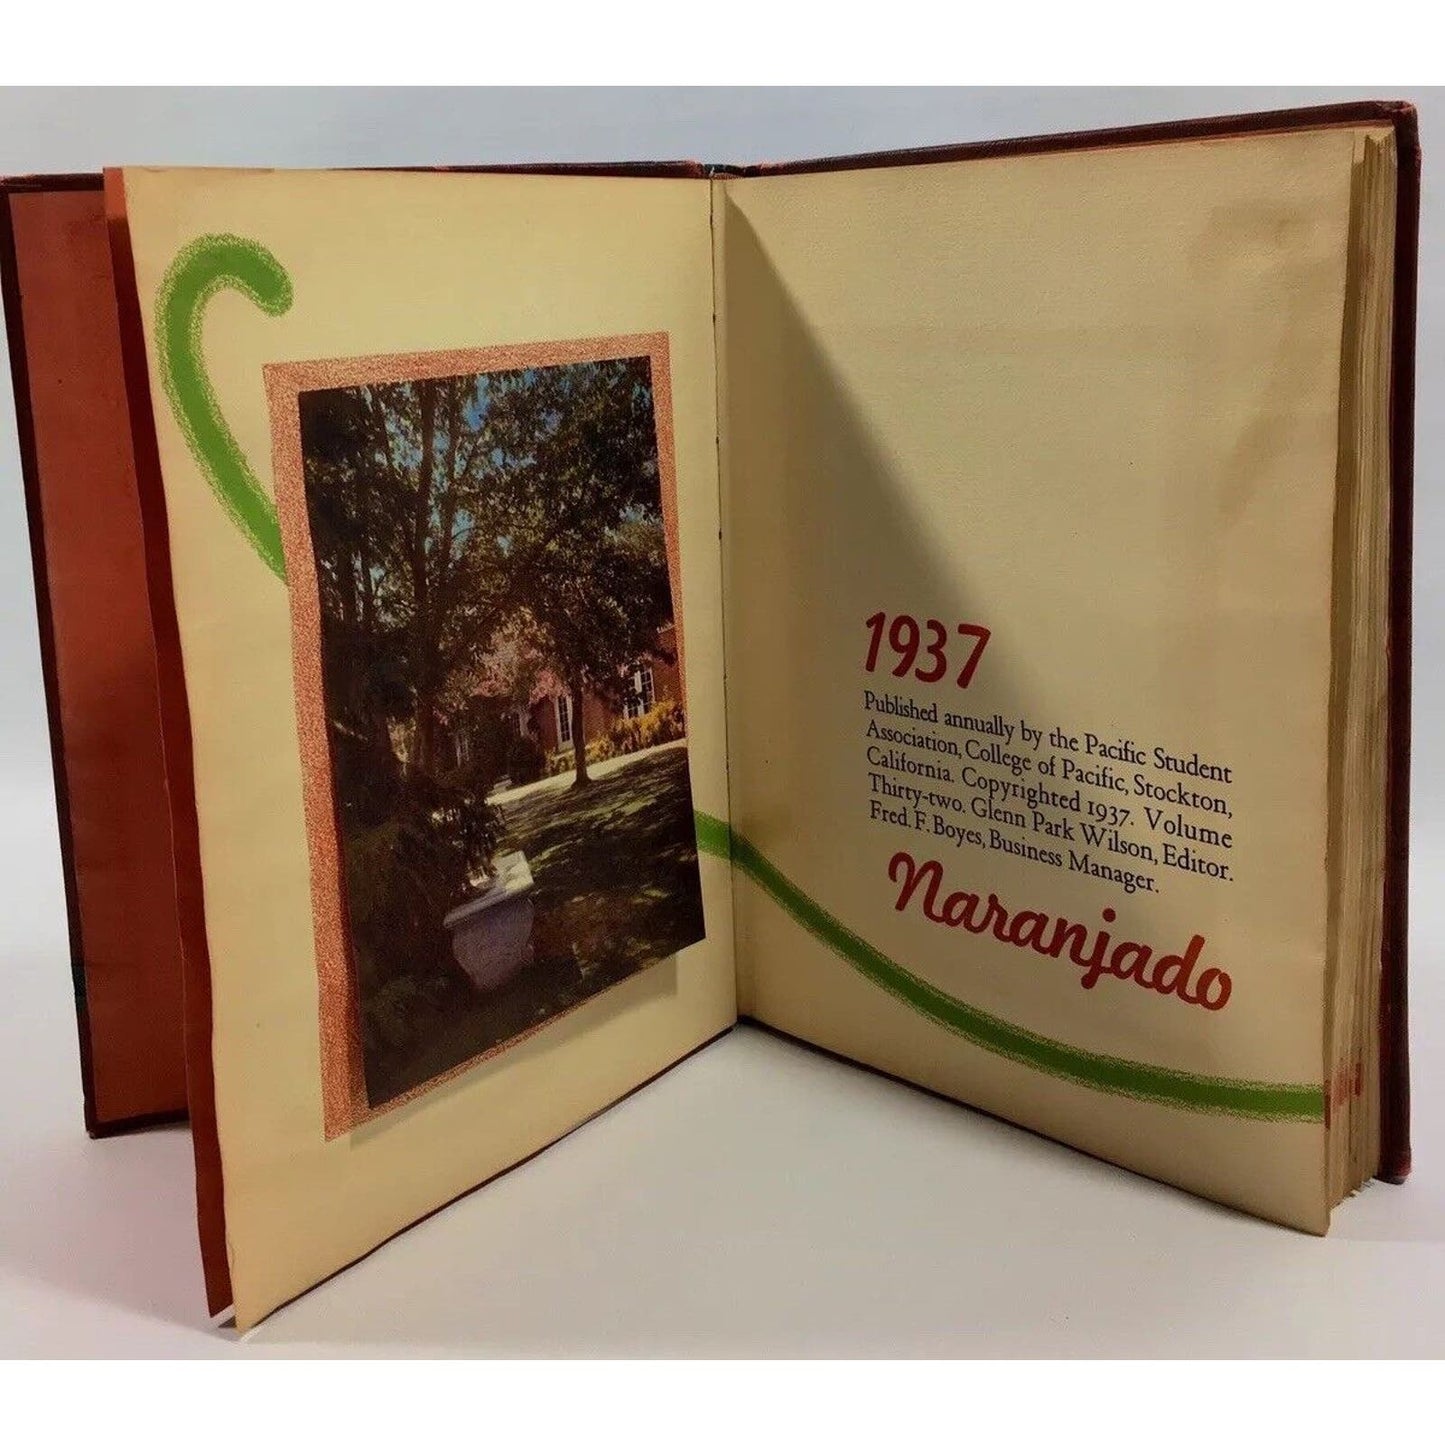 1937
Published annually by the Pacific Student
Association, College of Pacific, Stockton,
California. Copyrighted 1937. Volume
Thirty-two. Glenn Park Wilson, Editor.
Fred. F. Boyes, Business Manager.
Naranjado